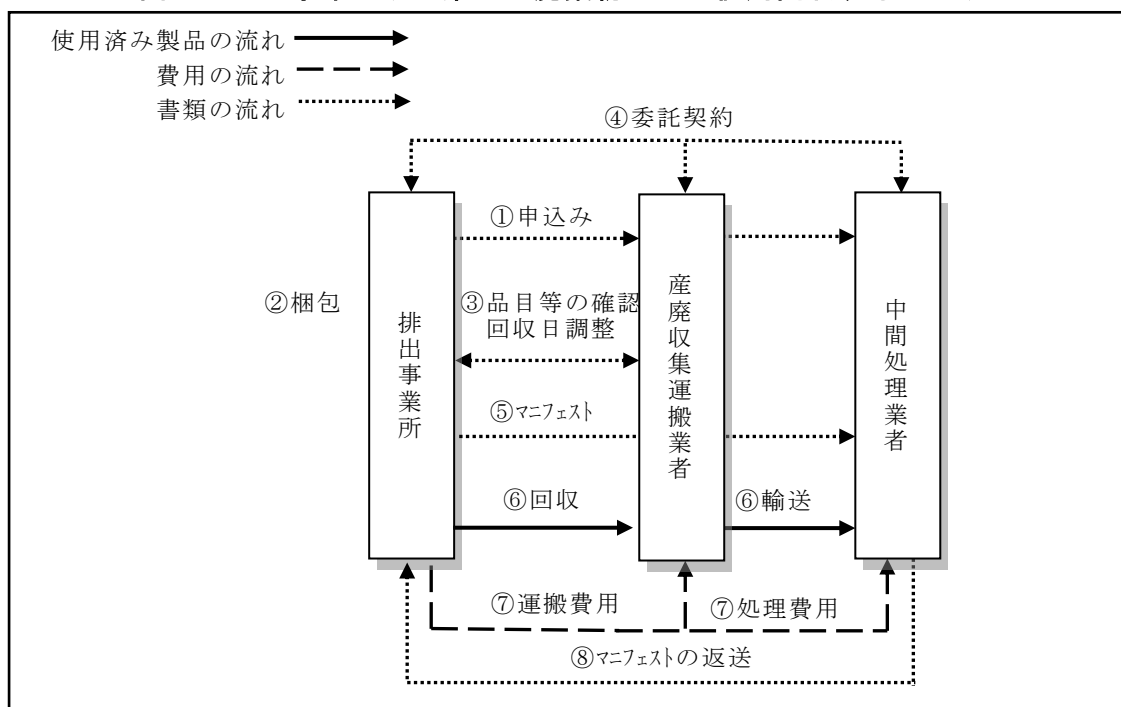 使用済み製品の流れ
費用の流れ
書類の流れ
④委託契約
①申込み
②梱包
③品目等の確認
回収日調整
排出事業所
産廃収集運搬業者
中間処理業者
⑤マニフェスト
⑥回収
⑥輸送
⑦運搬費用
⑦処理費用
⑧マニフェストの返送